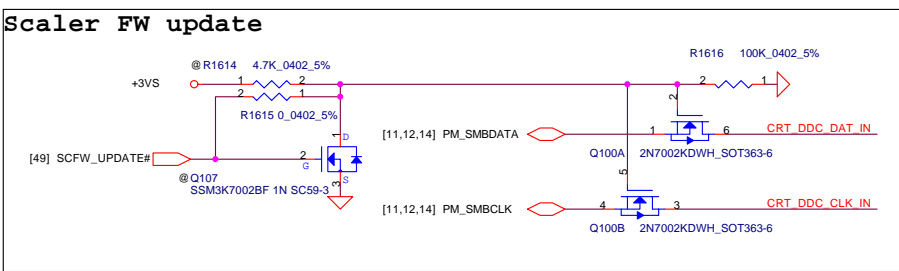 Scaler FW update
@ R1614 4.7K_0402_5%
R1616 100K_0402_5%
+3VS 1 2
2 1
2 1
R1615 0_0402_5%
2
1 D
[11,12,14] PM_SMBDATA 1 6 CRT_DDC_DAT_IN
[49] SCFW_UPDATE# 2 G
Q100A 2N7002KDWH_SOT363-6
5
@ Q107
3 S
SSM3K7002BF 1N SC59-3
[11,12,14] PM_SMBCLK 4 3 CRT_DDC_CLK_IN
Q100B 2N7002KDWH_SOT363-6